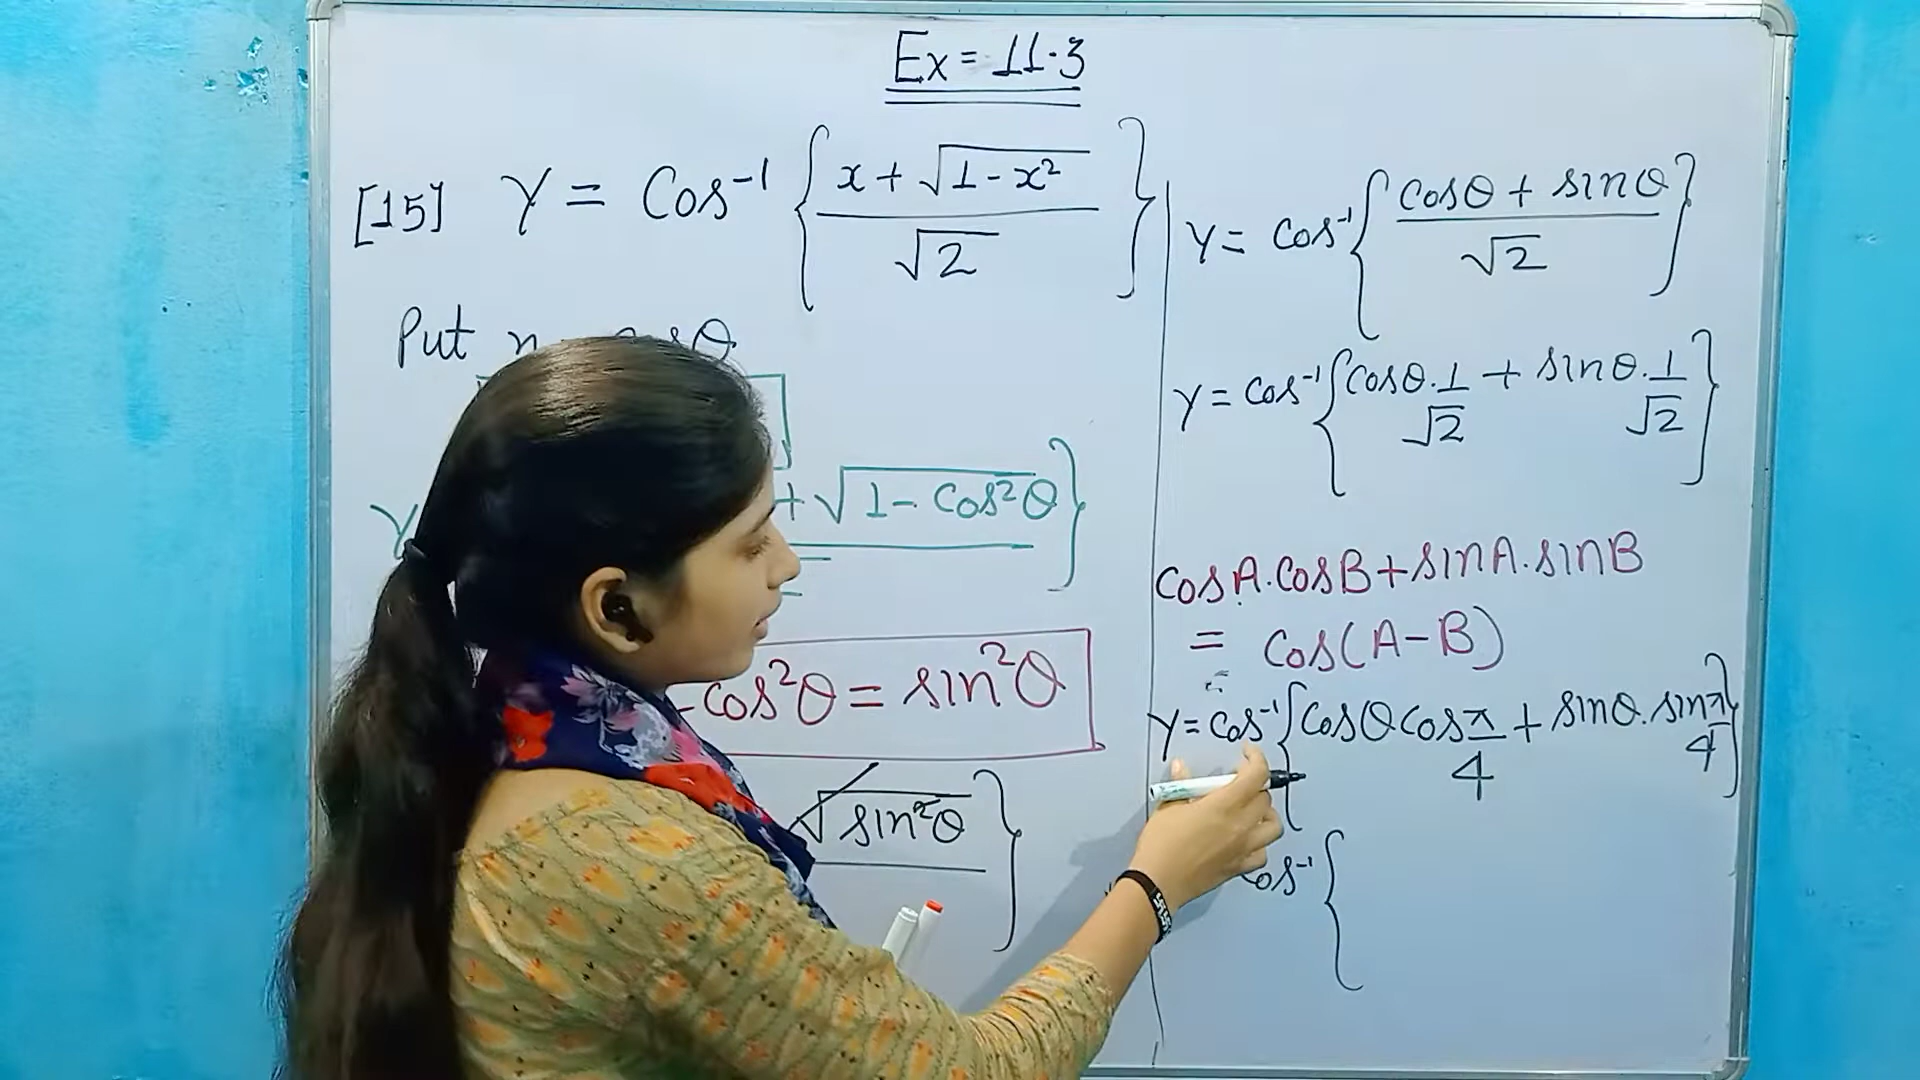 Ex = 11.3
[15] Y = Cos⁻¹ { x + √1 - x² / √2 }
Put
Y + √1 - Cos²θ }
cos²θ = sin²θ
√sin²θ }
Y = Cos⁻¹ { cosθ + sinθ / √2 }
Y = Cos⁻¹ { cosθ . 1/√2 + sinθ . 1/√2 }
cosA.cosB + sinA.sinB
= cos(A - B)
Y = cos⁻¹ { cosθ cos π/4 + sinθ . sin π/4 }
cos⁻¹ {